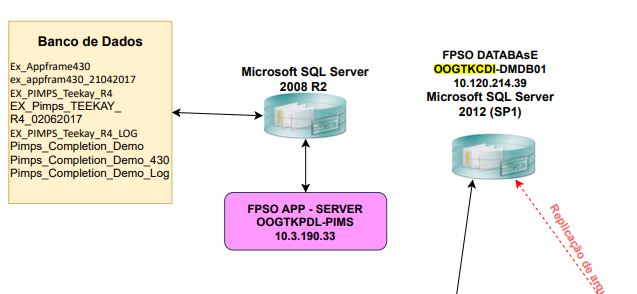 Banco de Dados
Ex_Appframe430
ex_appfram430_21042017
EX_PIMPS_Teekay_R4
EX_Pimps_TEEKAY_
R4_02062017
EX_PIMPS_Teekay_R4_LOG
Pimps_Completion_Demo
Pimps_Completion_Demo_430
Pimps_Completion_Demo_Log
Microsoft SQL Server
2008 R2
FPSO APP - SERVER
OOGTKPDL-PIMS
10.3.190.33
FPSO DATABAsE
OOGTKCDI-DMDB01
10.120.214.39
Microsoft SQL Server
2012 (SP1)
Replicação de